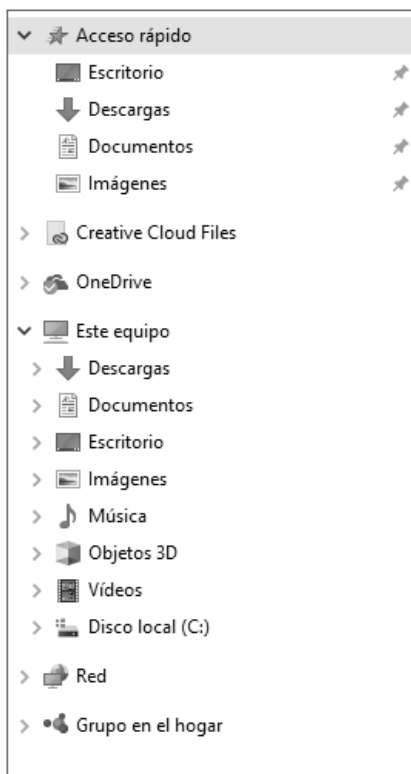 Acceso rápido
Escritorio
Descargas
Documentos
Imágenes
Creative Cloud Files
OneDrive
Este equipo
Descargas
Documentos
Escritorio
Imágenes
Música
Objetos 3D
Vídeos
Disco local (C:)
Red
Grupo en el hogar